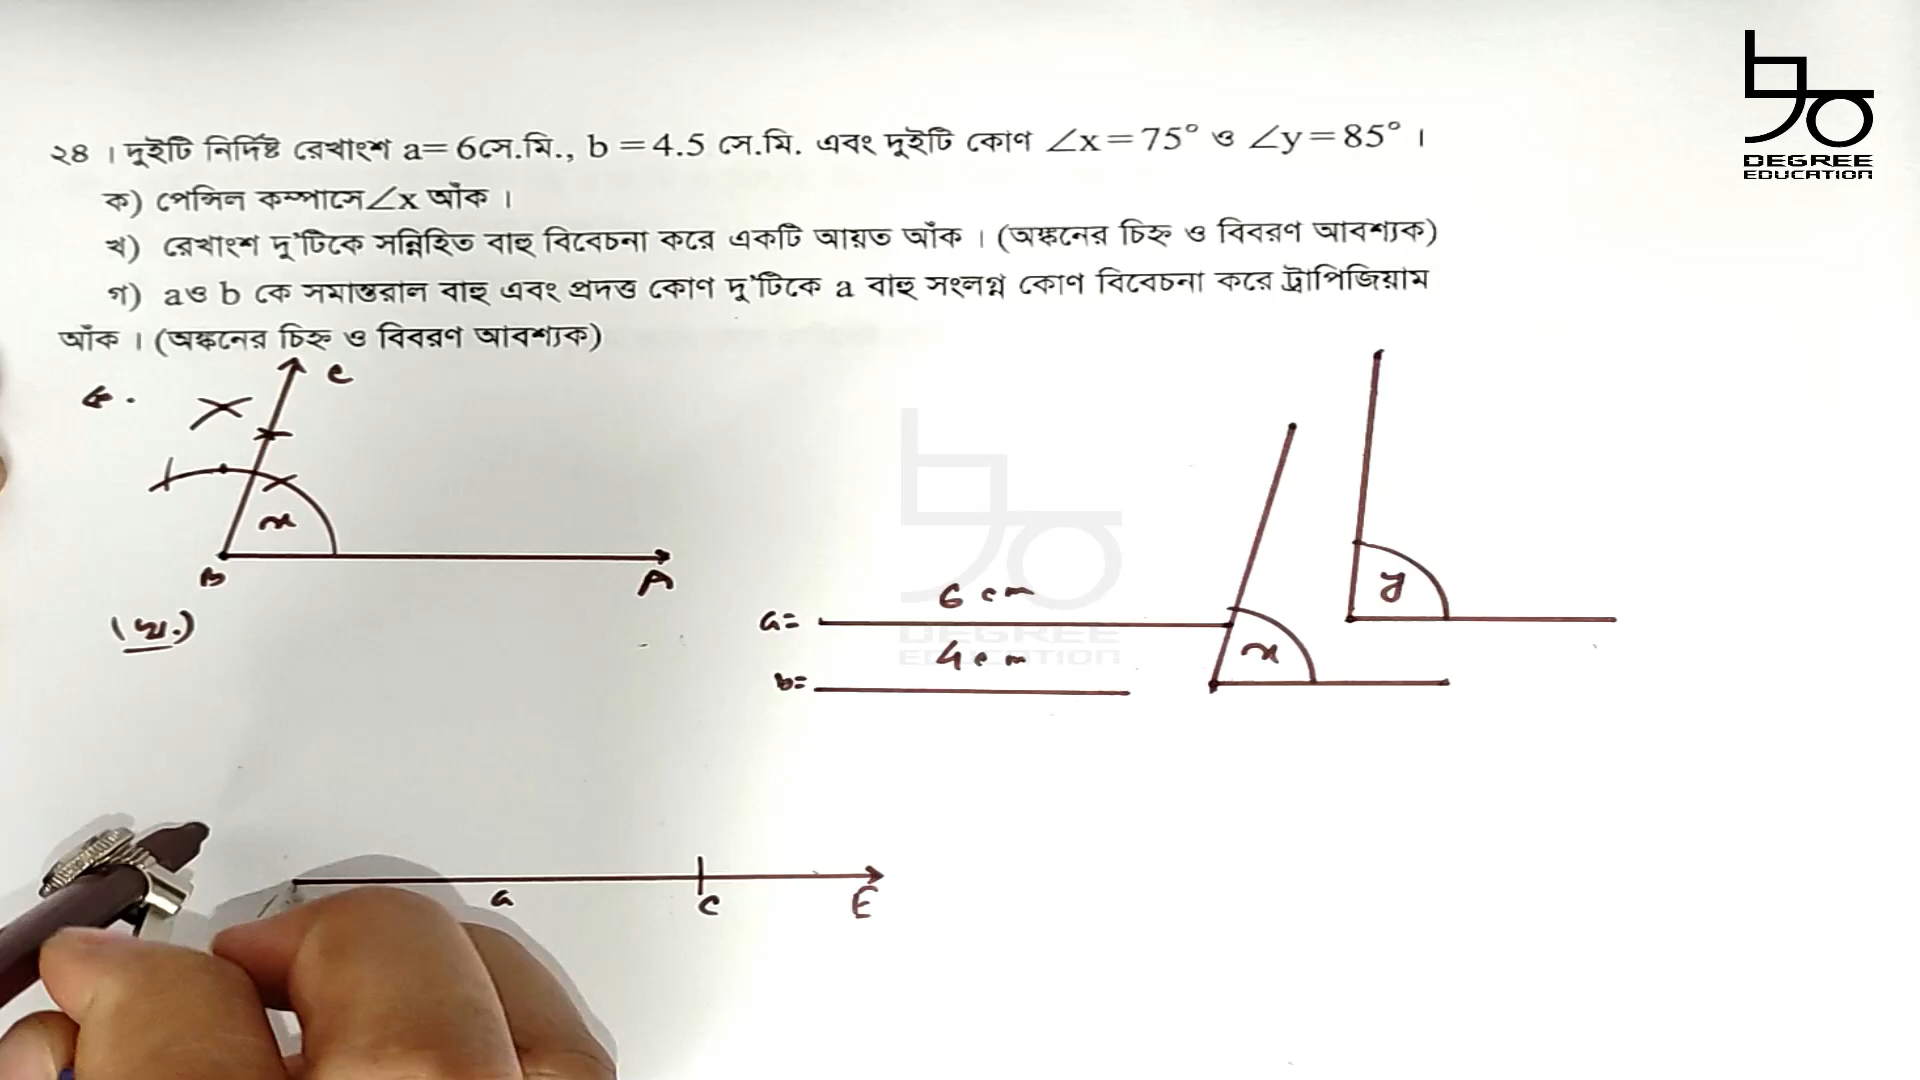 ২৪। দুইটি নির্দিষ্ট রেখাংশ a= 6সে.মি., b = 4.5 সে.মি. এবং দুইটি কোণ ∠x = 75° ও ∠y = 85°।
ক) পেন্সিল কম্পাসে∠x আঁক।
খ) রেখাংশ দু'টিকে সন্নিহিত বাহু বিবেচনা করে একটি আয়ত আঁক। (অঙ্কনের চিহ্ন ও বিবরণ আবশ্যক)
গ) aও b কে সমান্তরাল বাহু এবং প্রদত্ত কোণ দু'টিকে a বাহু সংলগ্ন কোণ বিবেচনা করে ট্রাপিজিয়াম
আঁক। (অঙ্কনের চিহ্ন ও বিবরণ আবশ্যক)
DEGREE
EDUCATION
ক.
C
x
B
A
(খ.)
a=
6 cm
b=
4 cm
x
y
DEGREE
EDUCATION
a
C
E